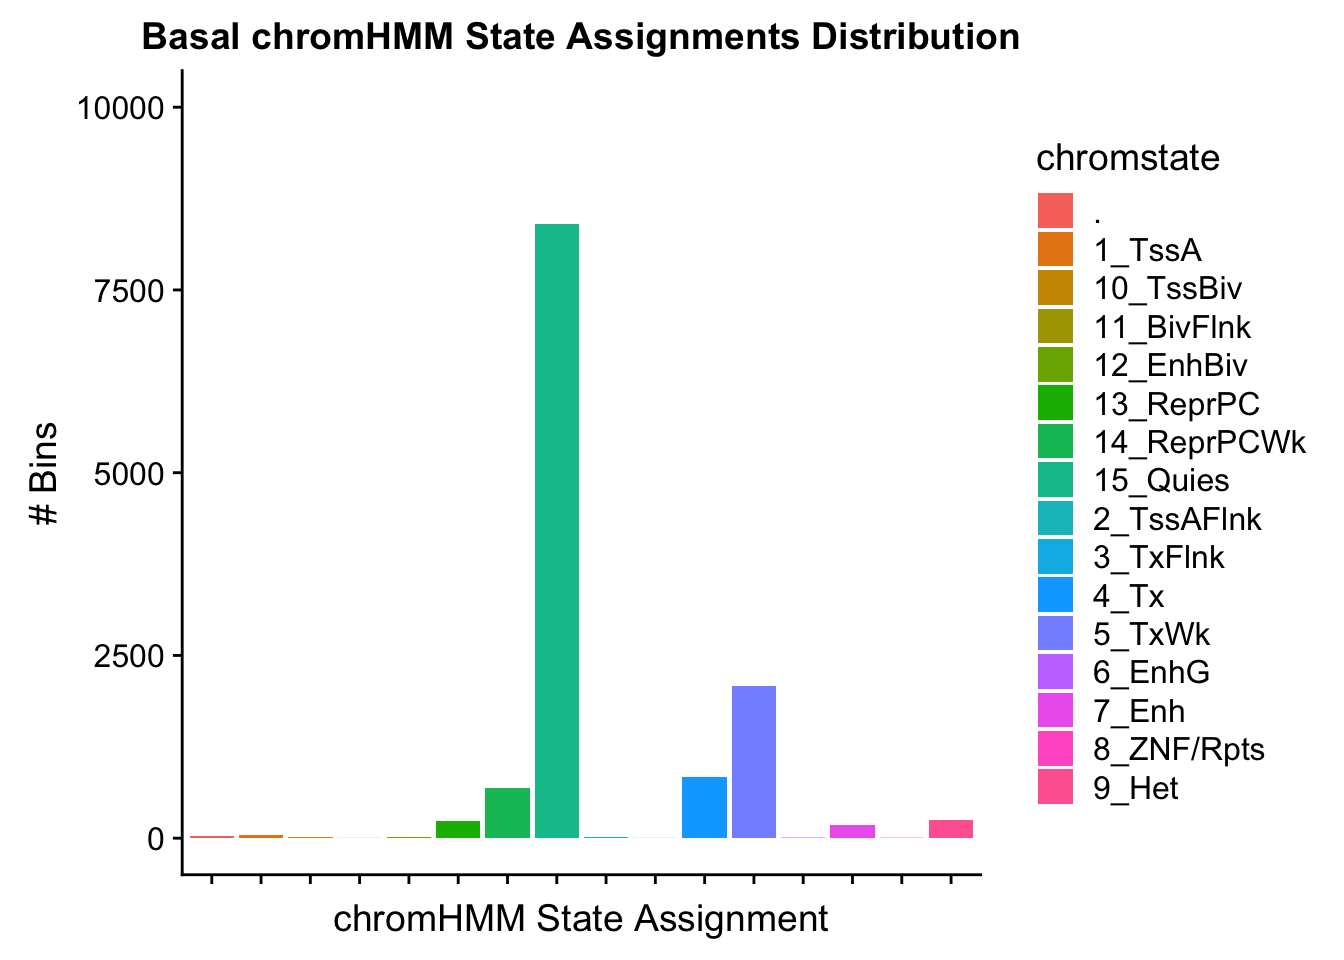 Basal chromHMM State Assignments Distribution
10000
7500
5000
2500
0
# Bins
chromHMM State Assignment
chromstate
.
1_TssA
10_TssBiv
11_BivFlnk
12_EnhBiv
13_ReprPC
14_ReprPCWk
15_Quies
2_TssAFlnk
3_TxFlnk
4_Tx
5_TxWk
6_EnhG
7_Enh
8_ZNF/Rpts
9_Het